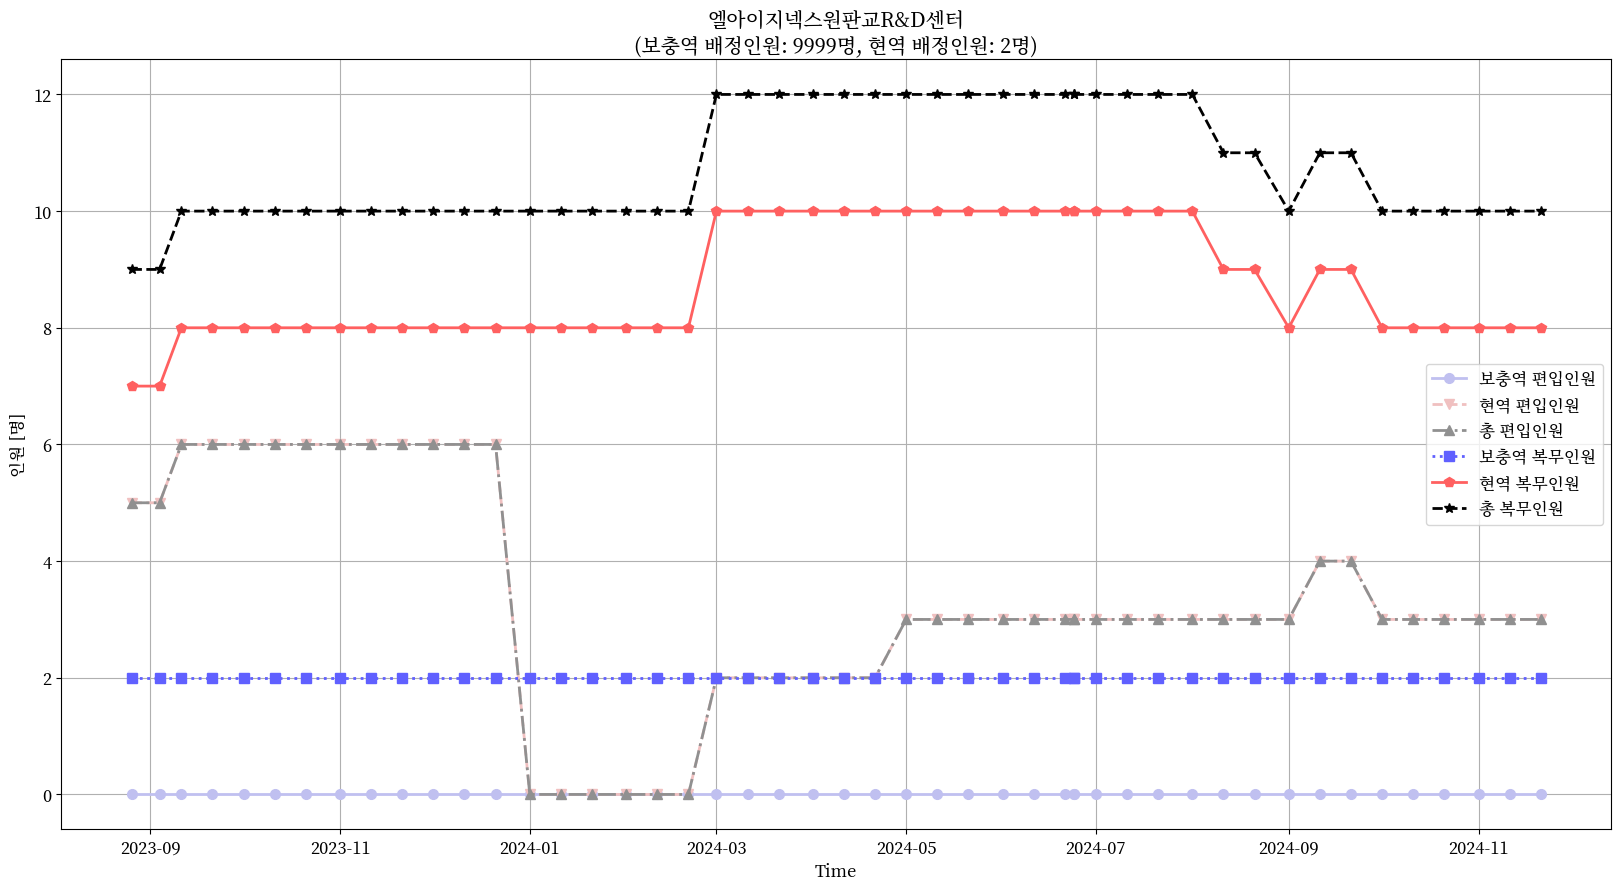 엘아이지넥스원판교R&D센터
(보충역 배정인원: 9999명, 현역 배정인원: 2명)
인원 [명]
12
10
8
6
4
2
0
보충역 편입인원
현역 편입인원
총 편입인원
보충역 복무인원
현역 복무인원
총 복무인원
2023-09
2023-11
2024-01
2024-03
2024-05
2024-07
2024-09
2024-11
Time